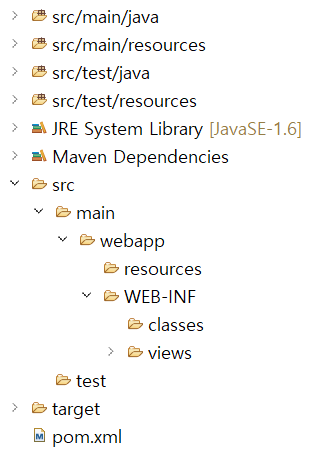 src/main/java
src/main/resources
src/test/java
src/test/resources
JRE System Library [JavaSE-1.6]
Maven Dependencies
src
main
webapp
resources
WEB-INF
classes
views
test
target
pom.xml